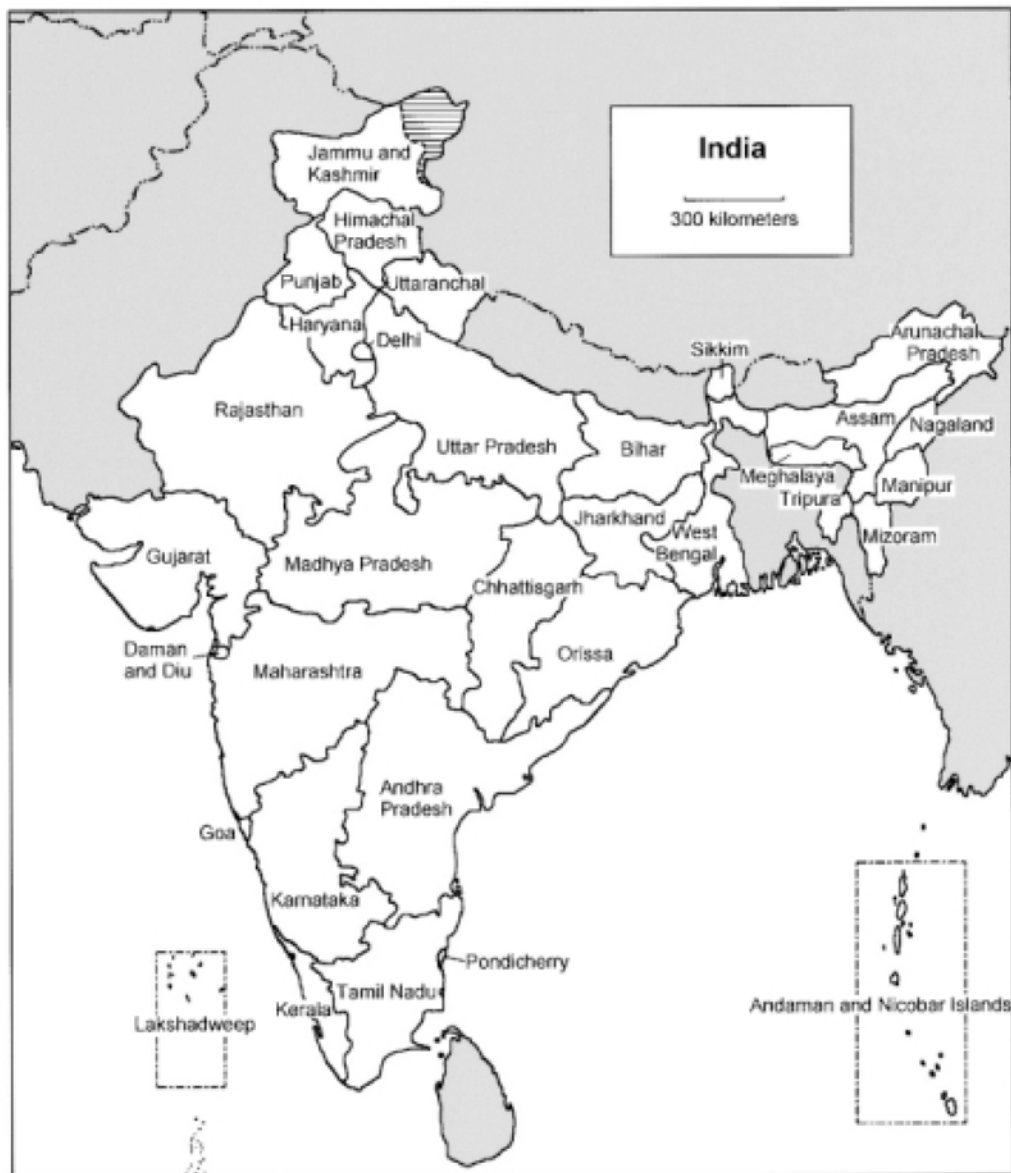 India
300 kilometers
Jammu and
Kashmir
Himachal
Pradesh
Punjab
Uttaranchal
Haryana
Delhi
Sikkim
Arunachal
Pradesh
Rajasthan
Uttar Pradesh
Bihar
Assam
Nagaland
Meghalaya
Tripura
Manipur
Jharkhand
West
Bengal
Mizoram
Gujarat
Madhya Pradesh
Chhattisgarh
Daman
and Diu
Maharashtra
Orissa
Andhra
Pradesh
Goa
Karnataka
Pondicherry
Tamil Nadu
Kerala
Lakshadweep
Andaman and Nicobar Islands